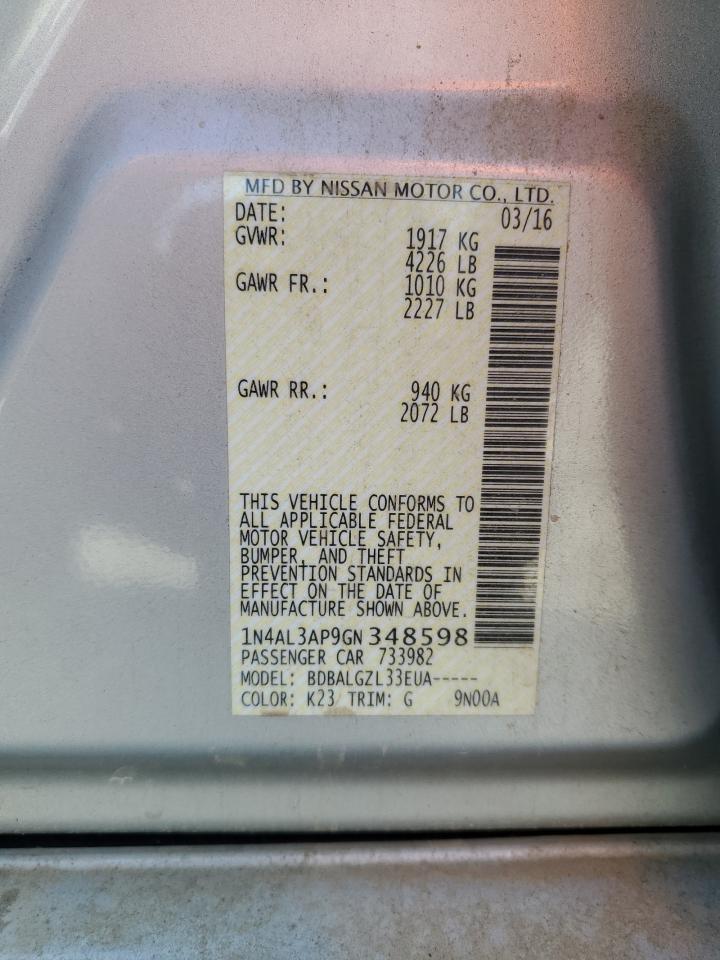 MFD BY NISSAN MOTOR CO., LTD.
DATE: 03/16
GVWR: 1917 KG
4226 LB
GAWR FR.: 1010 KG
2227 LB
GAWR RR.: 940 KG
2072 LB
THIS VEHICLE CONFORMS TO
ALL APPLICABLE FEDERAL
MOTOR VEHICLE SAFETY,
BUMPER, AND THEFT
PREVENTION STANDARDS IN
EFFECT ON THE DATE OF
MANUFACTURE SHOWN ABOVE.
1N4AL3AP9GN348598
PASSENGER CAR 733982
MODEL: BDBALGZL33EUA-----
COLOR: K23 TRIM: G 9N00A